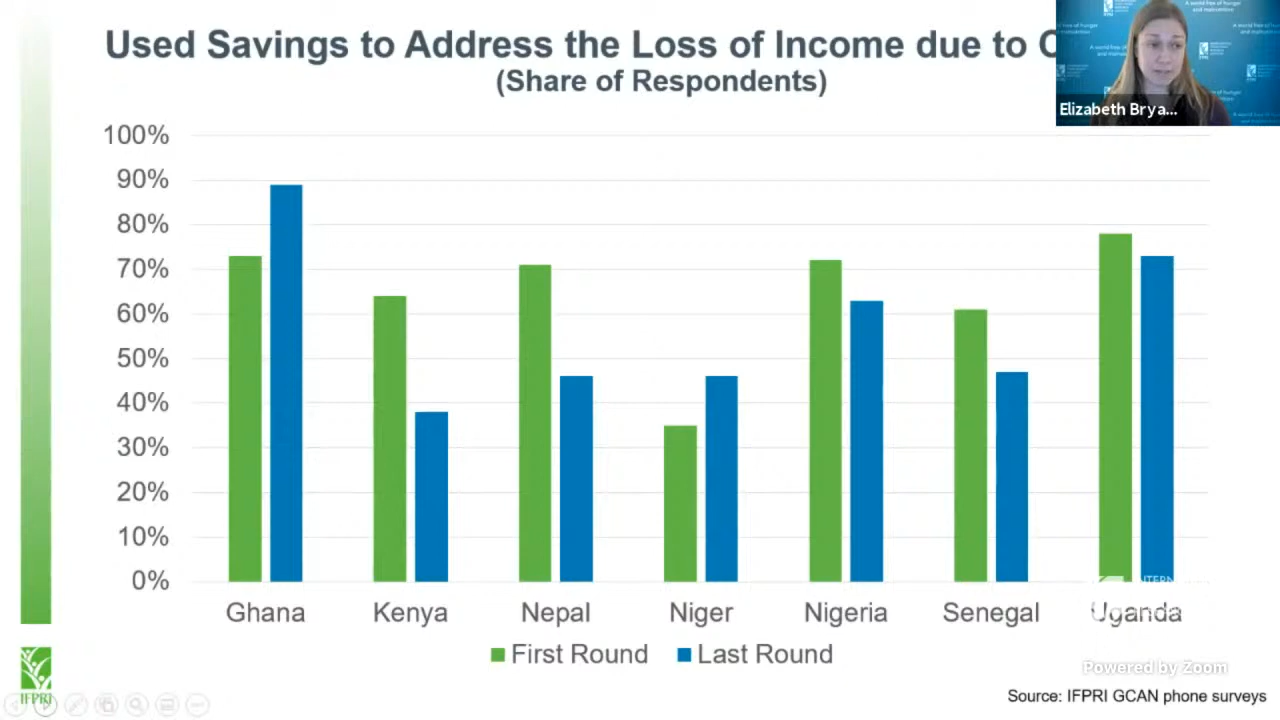 Used Savings to Address the Loss of Income due to
(Share of Respondents)
Elizabeth Brya...
100%
90%
80%
70%
60%
50%
40%
30%
20%
10%
0%
Ghana
Kenya
Nepal
Niger
Nigeria
Senegal
Uganda
First Round
Last Round
IFPRI
Powered by Zoom
Source: IFPRI GCAN phone surveys